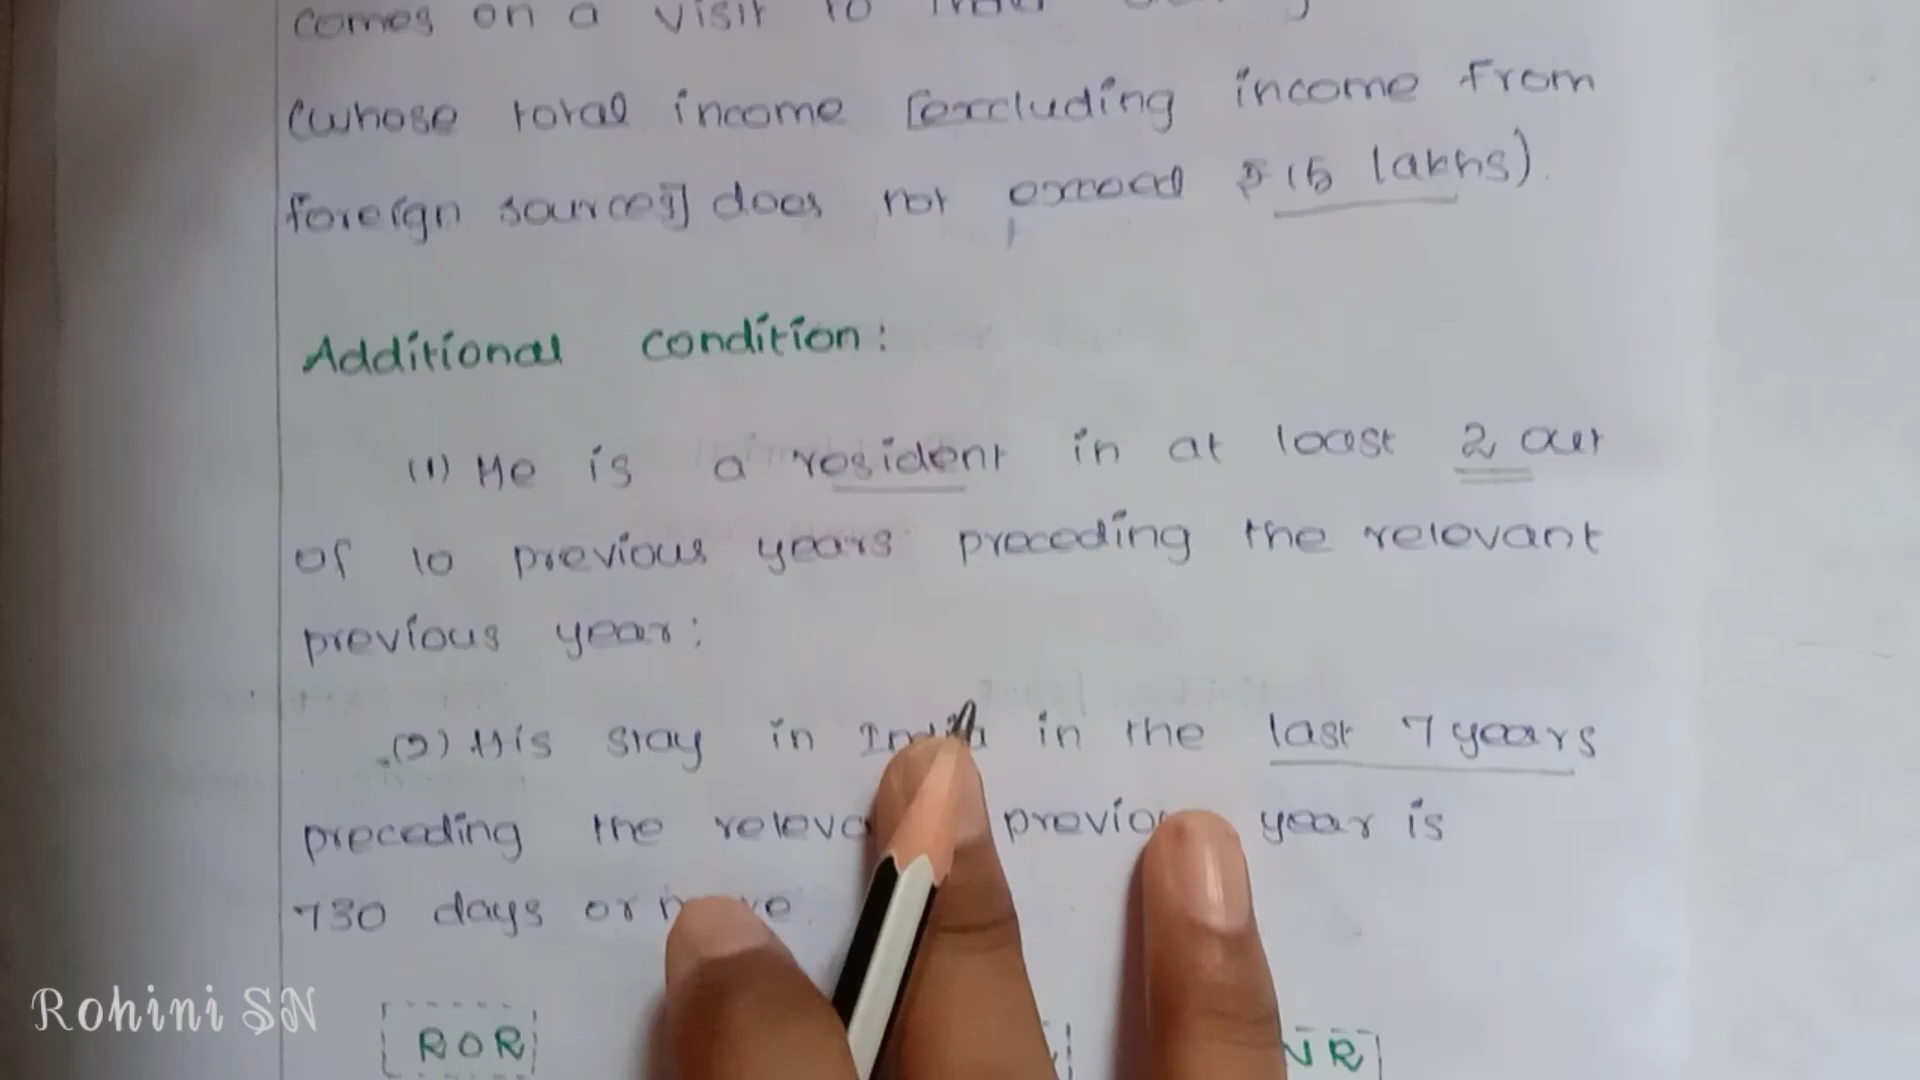 comes on a visit to
(whose total income [excluding income from
foreign sources] does not exceed ₹ 15 lakhs).
Additional condition:
(1) He is a resident in at least 2 out
of 10 previous years preceding the relevant
previous year:
(2) His stay in India in the last 7 years
preceding the previous year is
730 days or more.
Rohini SN
ROR NR